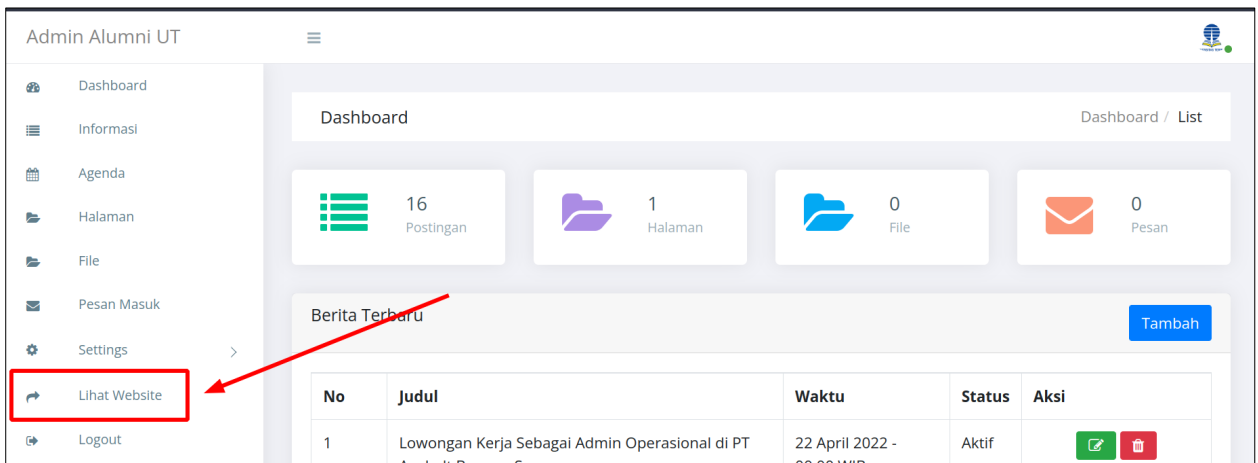 Admin Alumni UT
Dashboard
Informasi
Agenda
Halaman
File
Pesan Masuk
Settings
Lihat Website
Logout
Dashboard
Dashboard / List
16
Postingan
1
Halaman
0
File
0
Pesan
Berita Terbaru
Tambah
No Judul Waktu Status Aksi
1 Lowongan Kerja Sebagai Admin Operasional di PT 22 April 2022 - Aktif